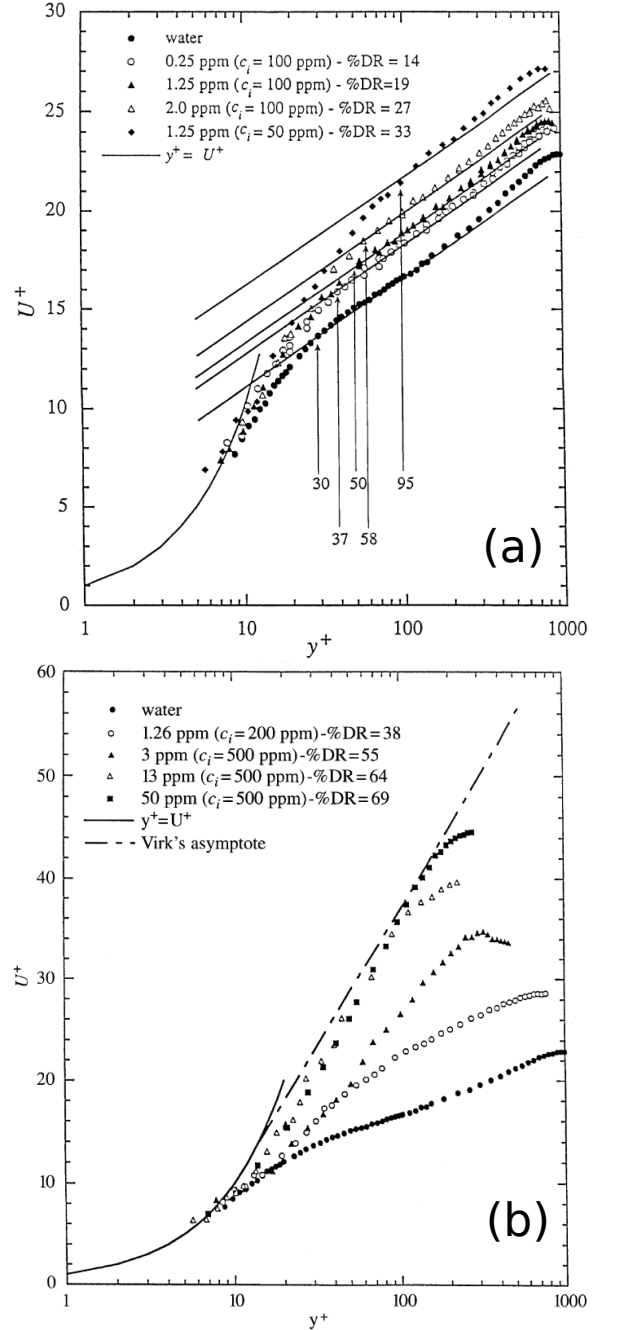 30
water
0.25 ppm (ci = 100 ppm) - %DR = 14
1.25 ppm (ci = 100 ppm) - %DR=19
2.0 ppm (ci = 100 ppm) - %DR = 27
1.25 ppm (ci = 50 ppm) - %DR = 33
y+ = U+
25
20
15
10
5
0
U+
30
50
95
37
58
(a)
1
10
100
1000
y+
60
water
1.26 ppm (ci=200 ppm)-%DR=38
3 ppm (ci=500 ppm)-%DR=55
13 ppm (ci=500 ppm)-%DR=64
50 ppm (ci=500 ppm)-%DR=69
y+=U+
Virk's asymptote
50
40
30
20
10
0
U+
(b)
1
10
100
1000
y+